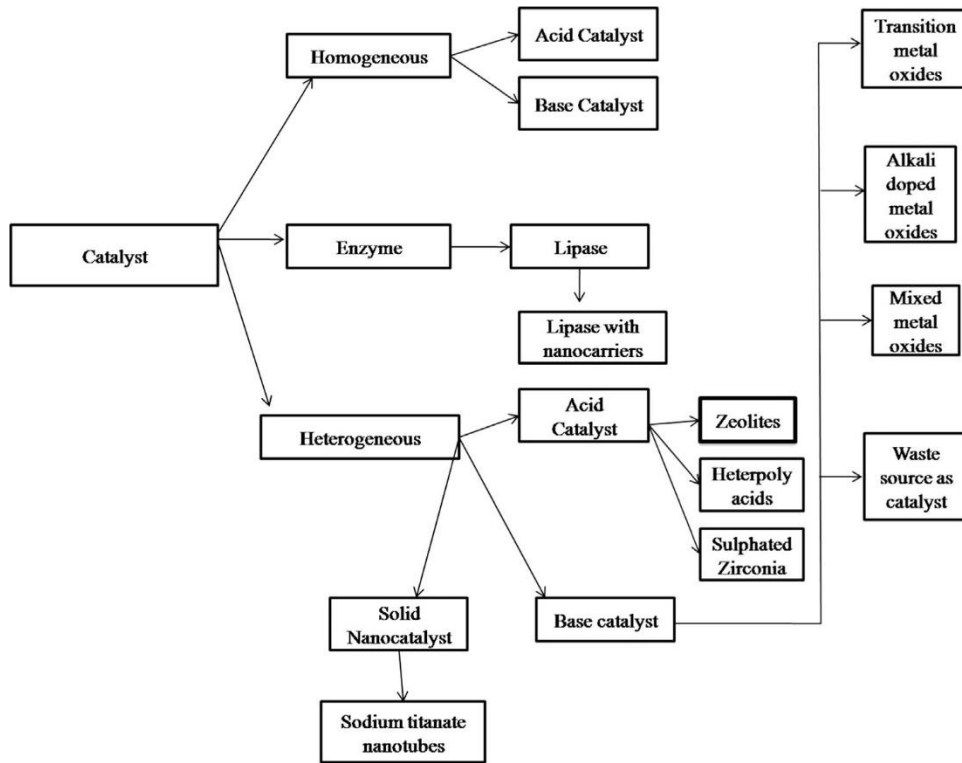 Homogeneous
Acid Catalyst
Base Catalyst
Transition
metal
oxides
Alkali
doped
metal
oxides
Catalyst
Enzyme
Lipase
Lipase with
nanocarriers
Mixed
metal
oxides
Heterogeneous
Acid
Catalyst
Zeolites
Heterpoly
acids
Sulphated
Zirconia
Waste
source as
catalyst
Solid
Nanocatalyst
Base catalyst
Sodium titanate
nanotubes